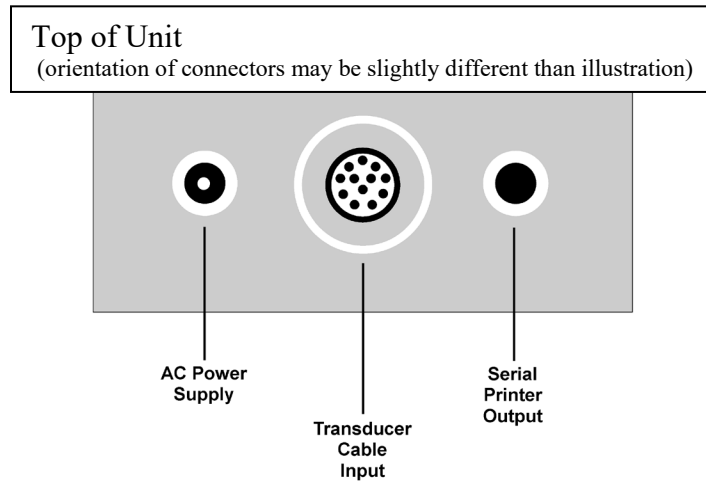 Top of Unit
(orientation of connectors may be slightly different than illustration)
AC Power
Supply
Transducer
Cable
Input
Serial
Printer
Output